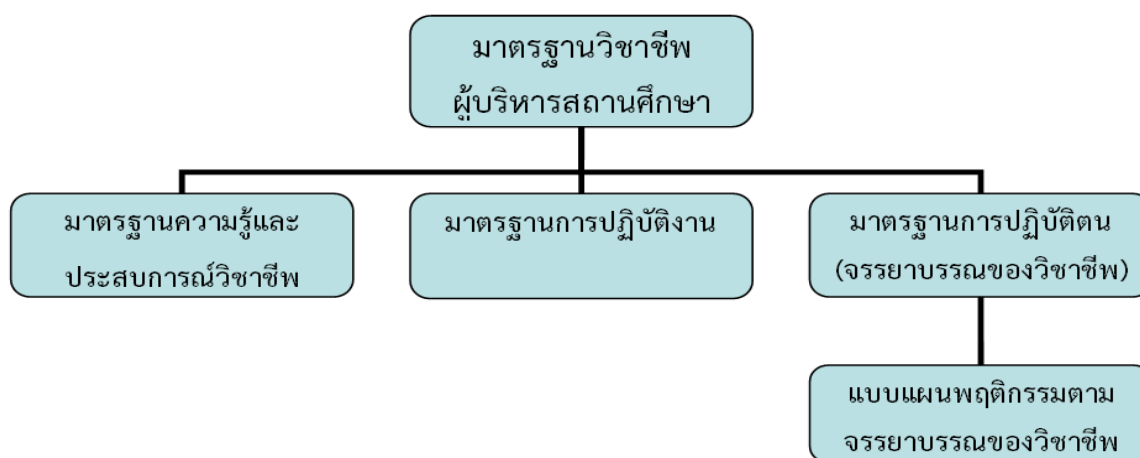 มาตรฐานวิชาชีพ
ผู้บริหารสถานศึกษา
มาตรฐานความรู้และ
ประสบการณ์วิชาชีพ
มาตรฐานการปฏิบัติงาน
มาตรฐานการปฏิบัติตน
(จรรยาบรรณของวิชาชีพ)
แบบแผนพฤติกรรมตาม
จรรยาบรรณของวิชาชีพ